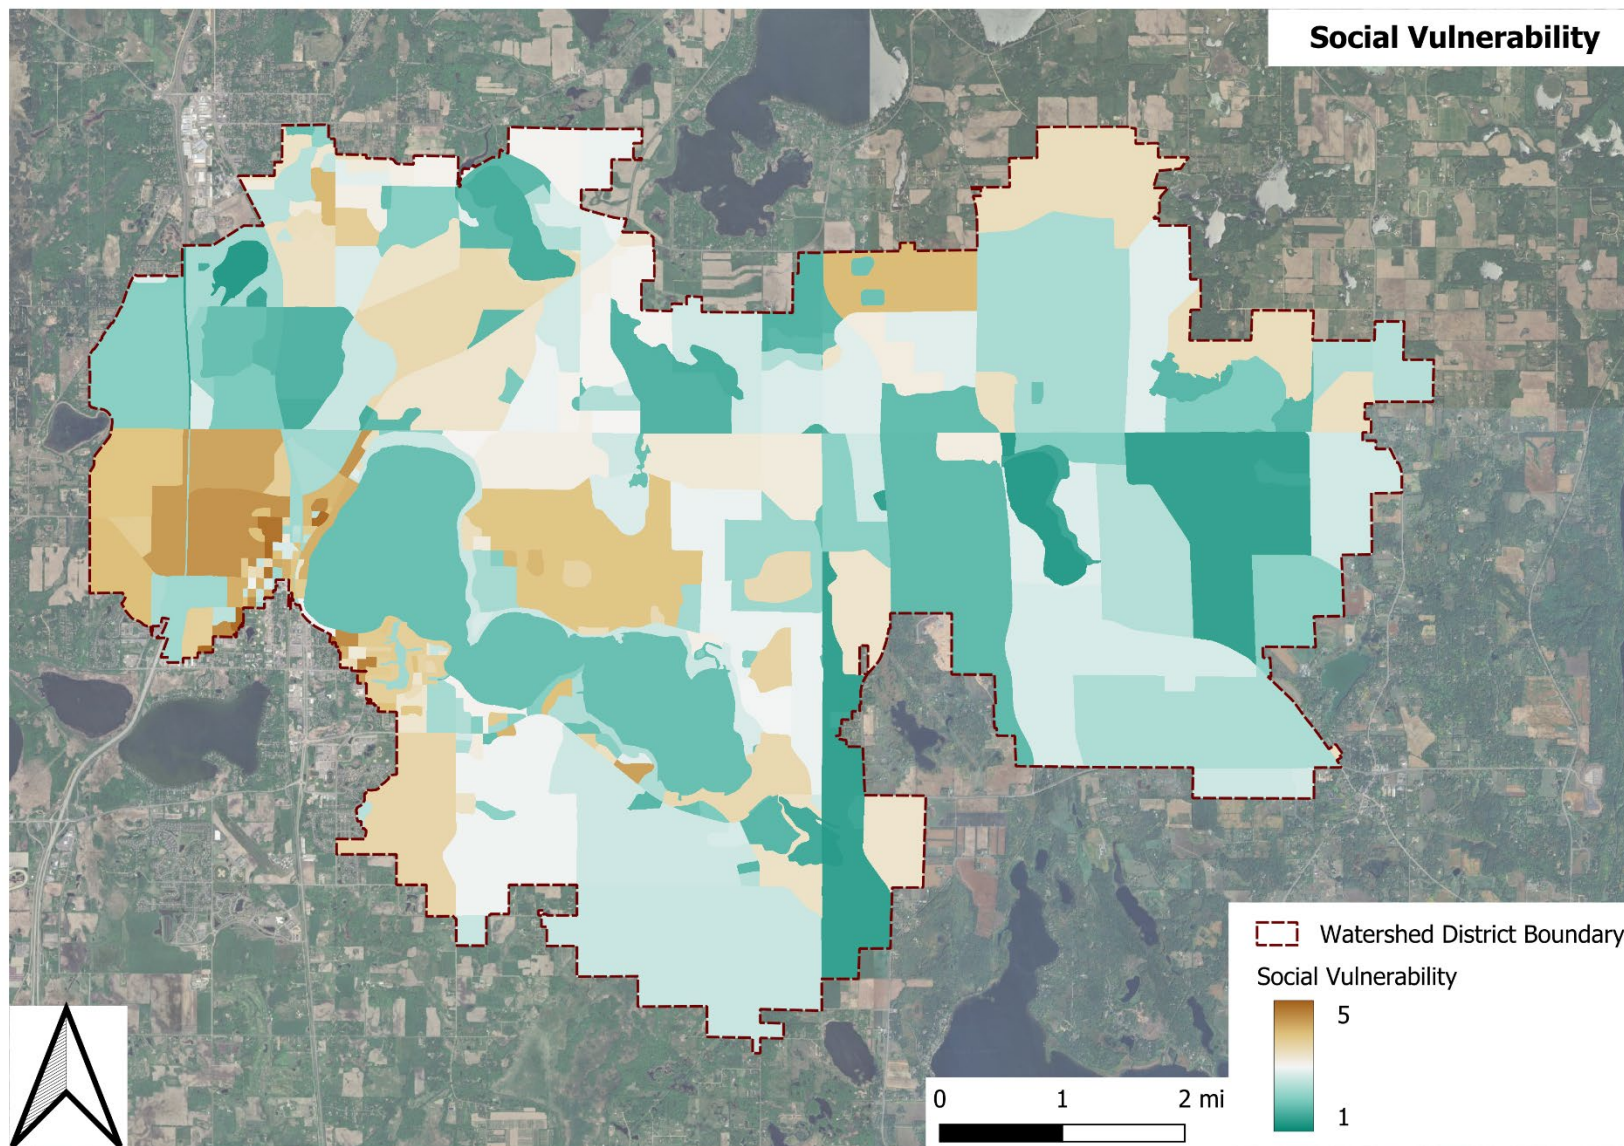 Social Vulnerability
Watershed District Boundary
Social Vulnerability
5
1
0 1 2 mi